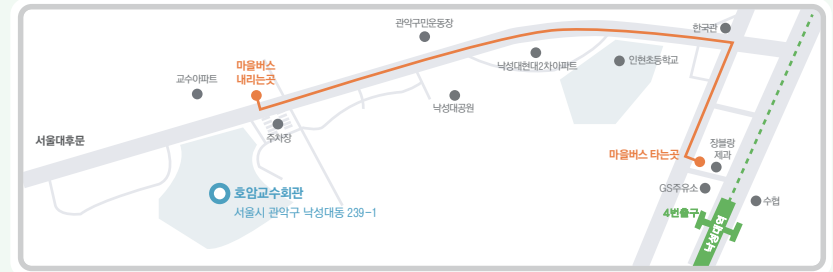 관악구민운동장
한국관
마을버스
내리는곳
교수아파트
낙성대현대2차아파트
인헌초등학교
낙성대공원
서울대후문
주차장
마을버스 타는곳
장블랑
제과
호암교수회관
서울시 관악구 낙성대동 239-1
GS주유소
수협
4번출구
낙성대역